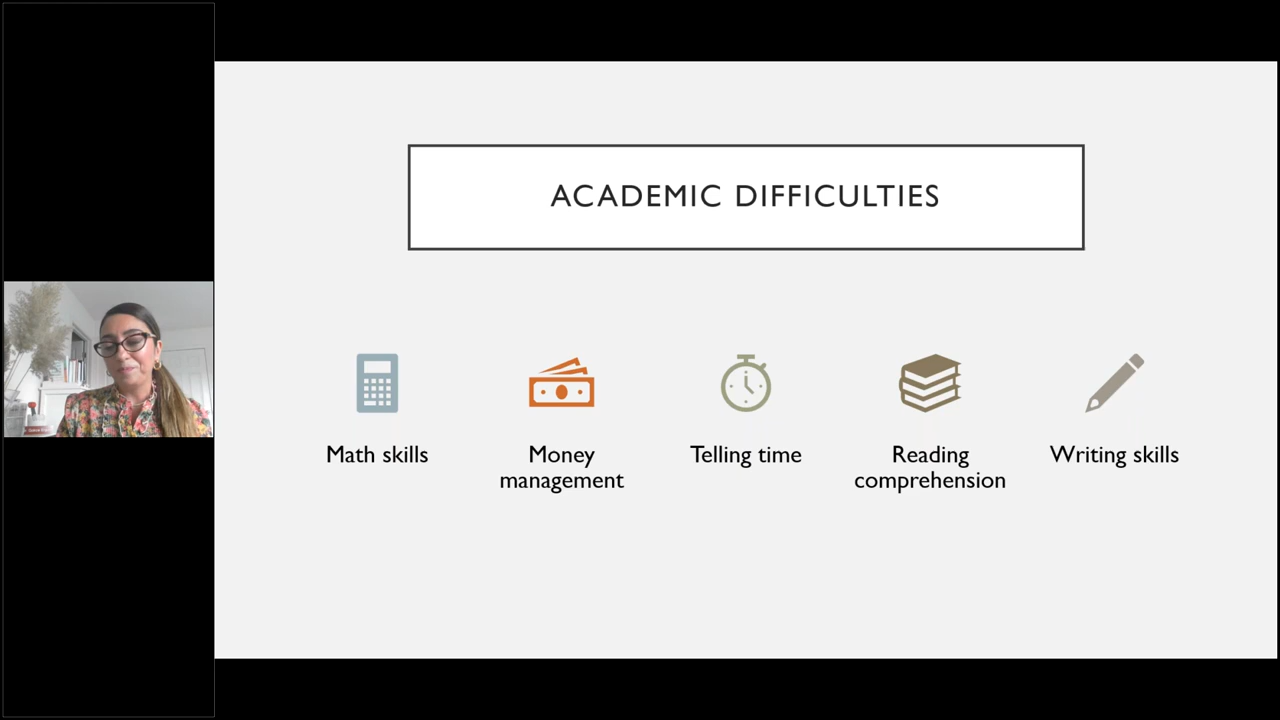 ACADEMIC DIFFICULTIES
Math skills
Money
management
Telling time
Reading
comprehension
Writing skills